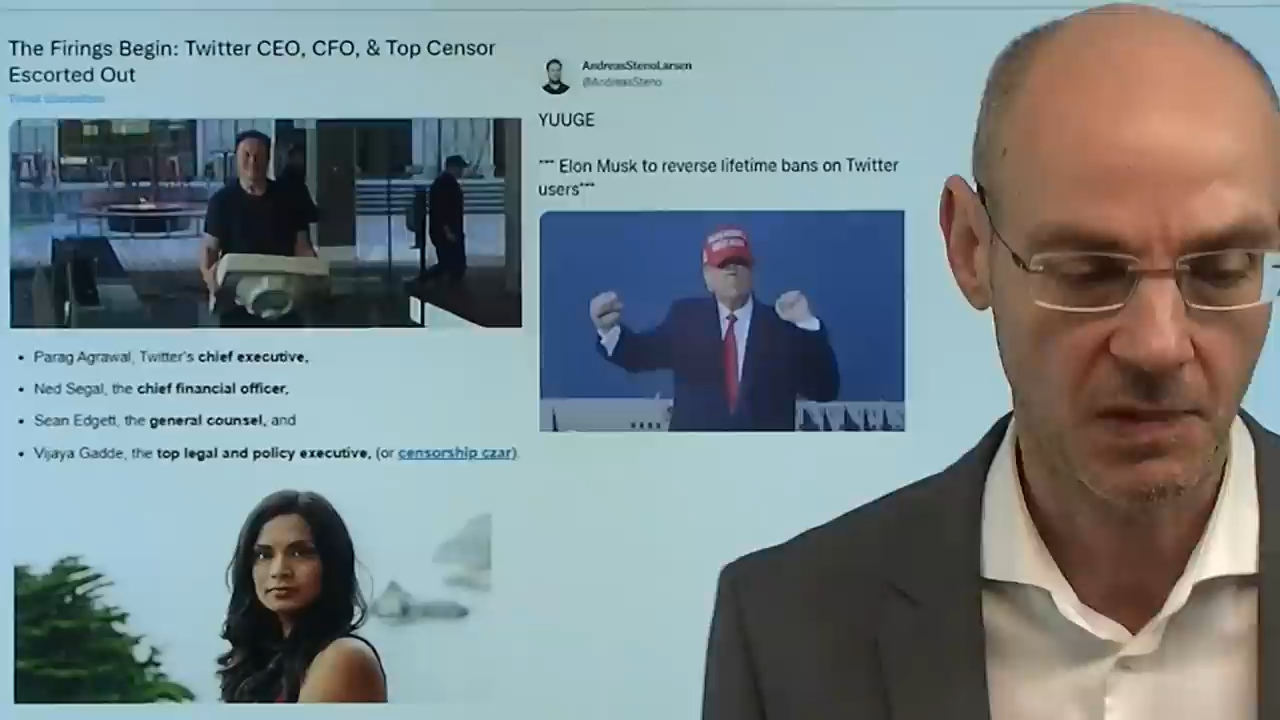 The Firings Begin: Twitter CEO, CFO, & Top Censor
Escorted Out
AndreasStenoLarsen
@AndreasSteno
YUUGE
*** Elon Musk to reverse lifetime bans on Twitter
users***
• Parag Agrawal, Twitter's chief executive,
• Ned Segal, the chief financial officer,
• Sean Edgett, the general counsel, and
• Vijaya Gadde, the top legal and policy executive, (or censorship czar).